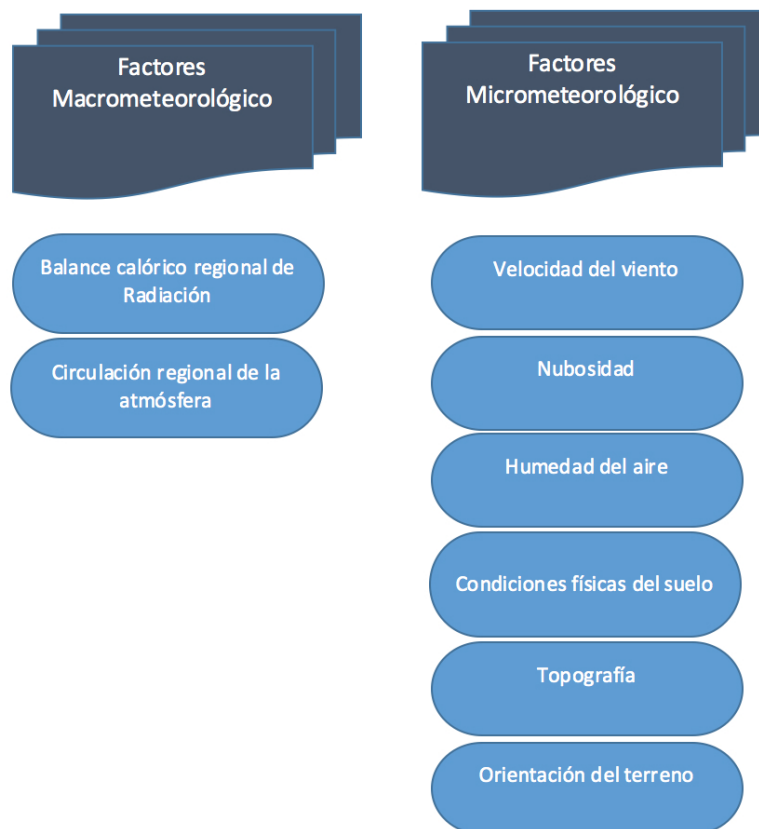 Factores
Macrometeorológico
Balance calórico regional de
Radiación
Circulación regional de la
atmósfera
Factores
Micrometeorológico
Velocidad del viento
Nubosidad
Humedad del aire
Condiciones físicas del suelo
Topografía
Orientación del terreno